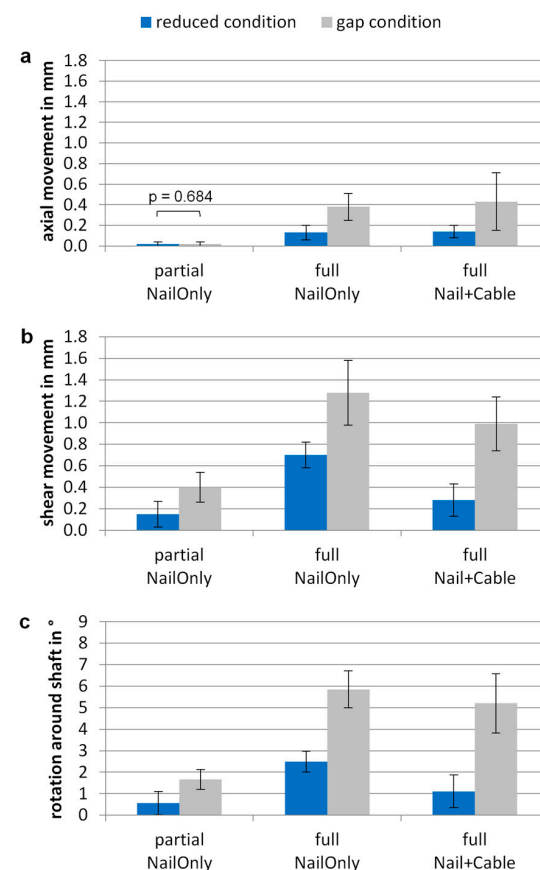 reduced condition gap condition
a
axial movement in mm
1.8
1.6
1.4
1.2
1.0
0.8
0.6
0.4
0.2
0.0
p = 0.684
partial full full
NailOnly NailOnly Nail+Cable
b
shear movement in mm
1.8
1.6
1.4
1.2
1.0
0.8
0.6
0.4
0.2
0.0
partial full full
NailOnly NailOnly Nail+Cable
c
rotation around shaft in °
9
8
7
6
5
4
3
2
1
0
partial full full
NailOnly NailOnly Nail+Cable